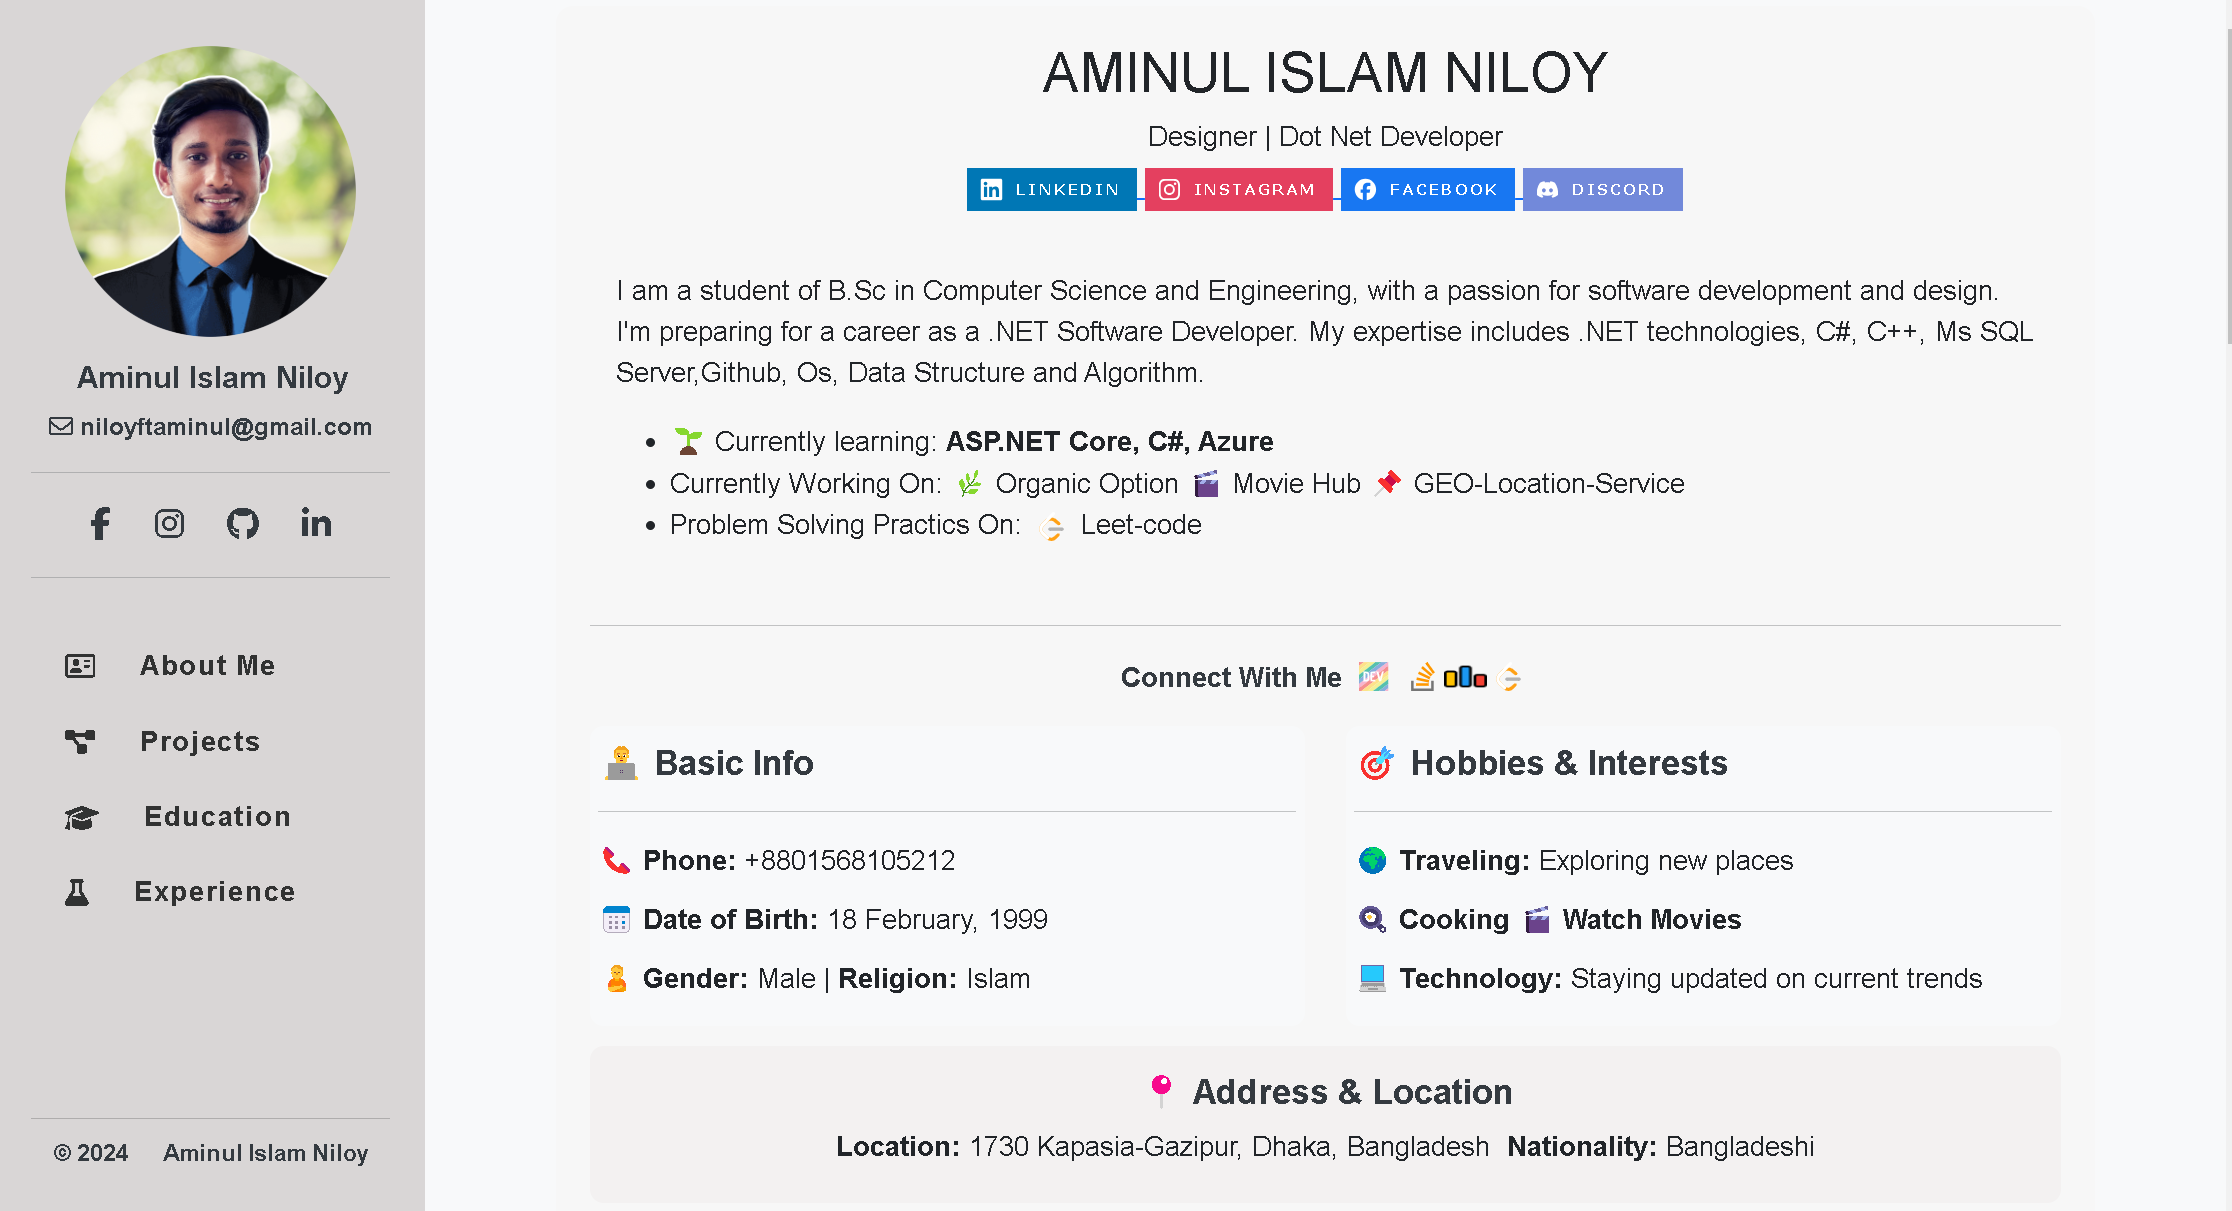 Aminul Islam Niloy
niloyftaminul@gmail.com
About Me
Projects
Education
Experience
© 2024 Aminul Islam Niloy
AMINUL ISLAM NILOY
Designer | Dot Net Developer
LINKEDIN INSTAGRAM FACEBOOK DISCORD
I am a student of B.Sc in Computer Science and Engineering, with a passion for software development and design.
I'm preparing for a career as a .NET Software Developer. My expertise includes .NET technologies, C#, C++, Ms SQL
Server,Github, Os, Data Structure and Algorithm.
Currently learning: ASP.NET Core, C#, Azure
Currently Working On: Organic Option Movie Hub GEO-Location-Service
Problem Solving Practics On: Leet-code
Connect With Me DEV
Basic Info
Phone: +8801568105212
Date of Birth: 18 February, 1999
Gender: Male | Religion: Islam
Hobbies & Interests
Traveling: Exploring new places
Cooking Watch Movies
Technology: Staying updated on current trends
Address & Location
Location: 1730 Kapasia-Gazipur, Dhaka, Bangladesh Nationality: Bangladeshi